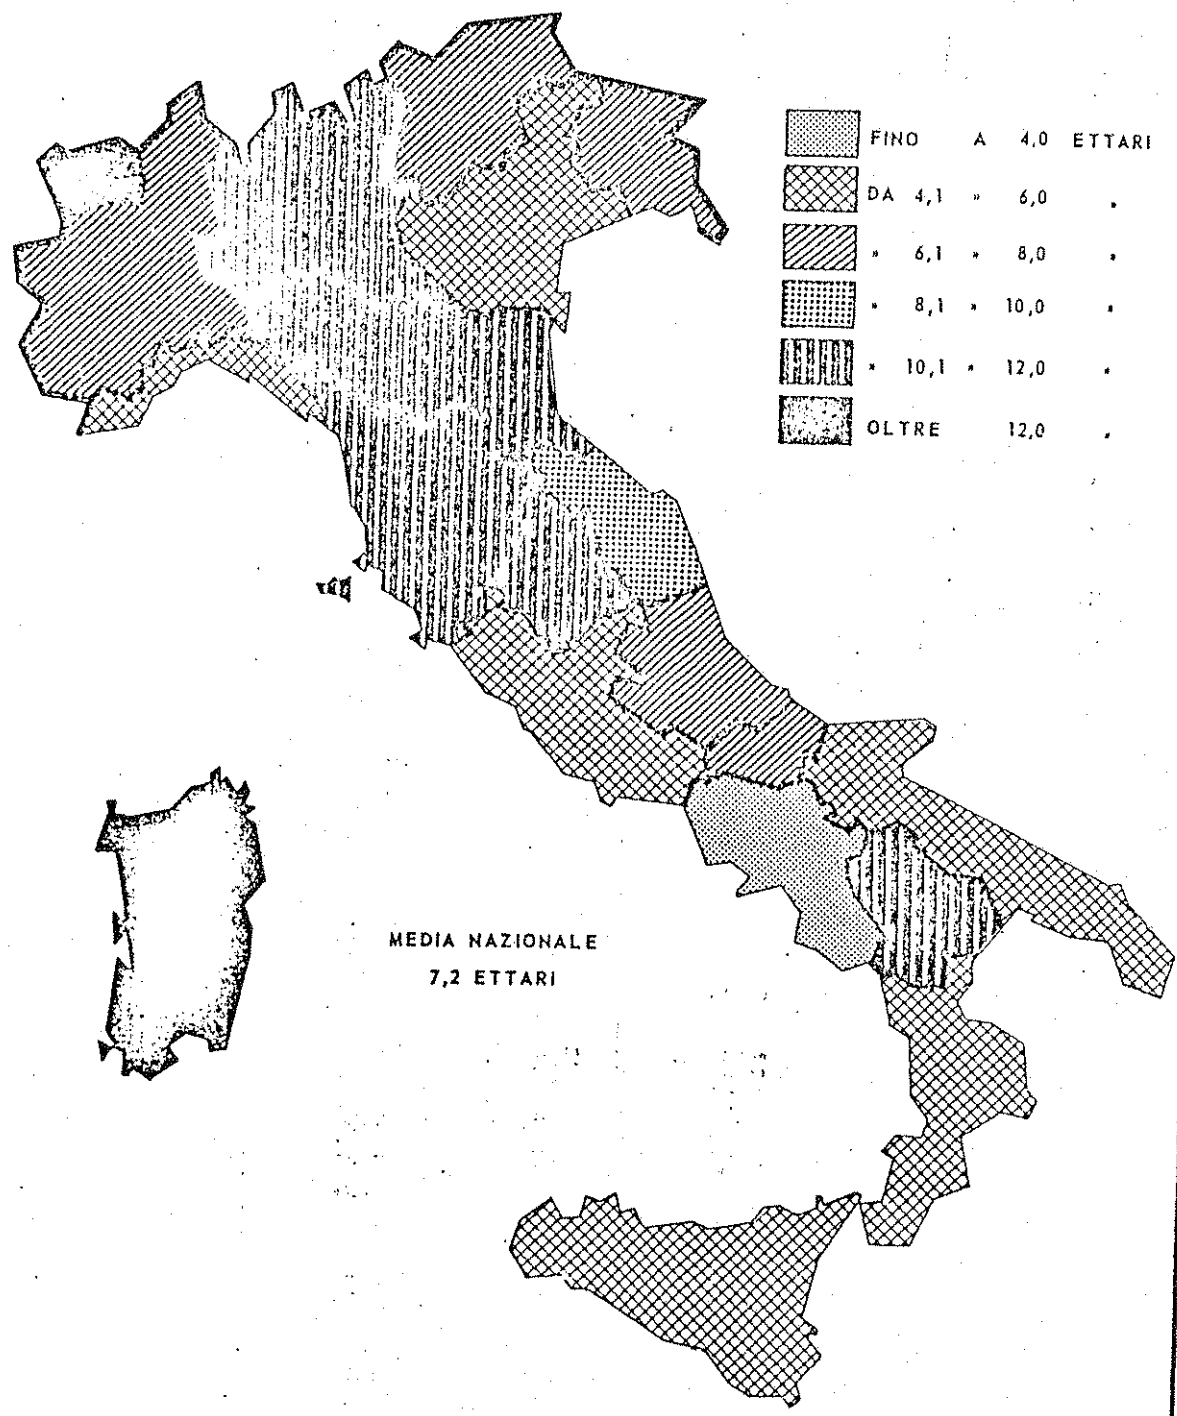 FINO A 4,0 ETTARI
DA 4,1 » 6,0 »
» 6,1 » 8,0 »
» 8,1 » 10,0 »
» 10,1 » 12,0 »
OLTRE 12,0 »
MEDIA NAZIONALE
7,2 ETTARI